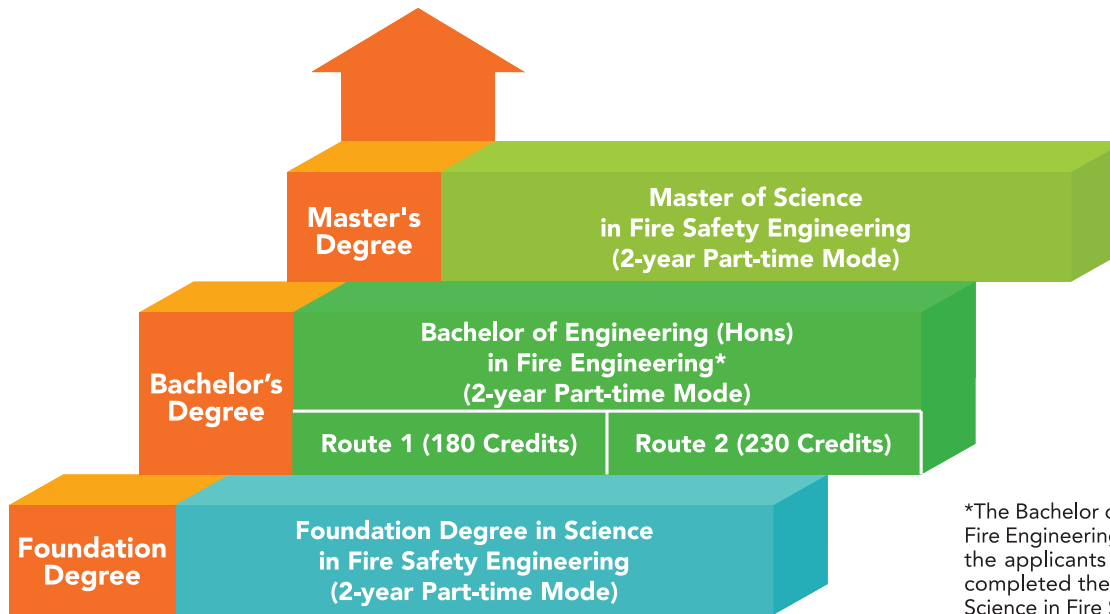 Master's
Degree
Master of Science
in Fire Safety Engineering
(2-year Part-time Mode)
Bachelor's
Degree
Bachelor of Engineering (Hons)
in Fire Engineering*
(2-year Part-time Mode)
Route 1 (180 Credits)
Route 2 (230 Credits)
Foundation
Degree
Foundation Degree in Science
in Fire Safety Engineering
(2-year Part-time Mode)
*The Bachelor
Fire Engineering
the applicants
completed the
Science in Fire